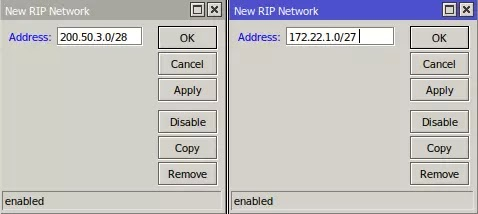 New RIP Network
Address: 200.50.3.0/28
OK
Cancel
Apply
Disable
Copy
Remove
enabled
New RIP Network
Address: 172.22.1.0/27
OK
Cancel
Apply
Disable
Copy
Remove
enabled